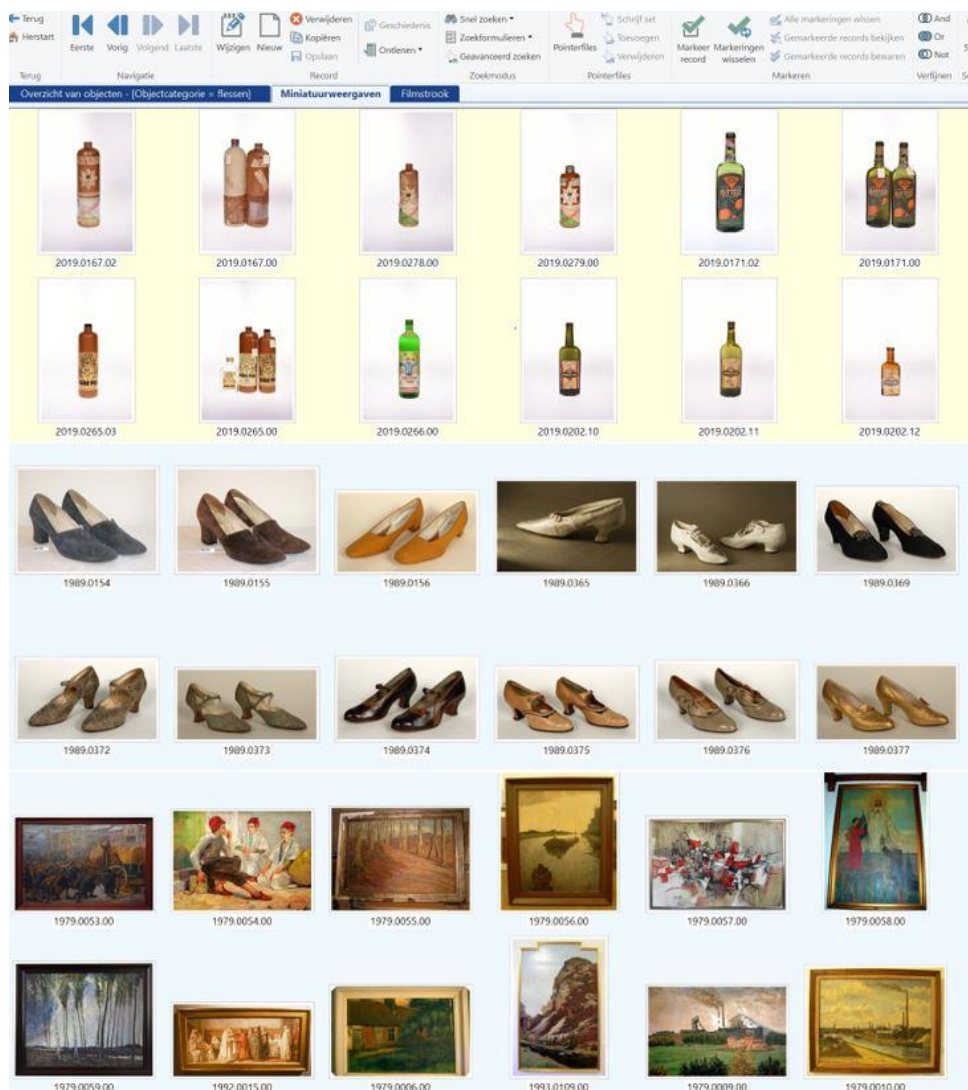 Terug
Herstart
Eerste Vorig Volgend Laatste
Wijzigen Nieuw
Verwijderen
Kopiëren
Opslaan
Geschiedenis
Ontlenen
Snel zoeken
Zoekformulieren
Geavanceerd zoeken
Pointerfiles
Schrijf set
Toevoegen
Verwijderen
Markeer record
Markeringen wisselen
Alle markeringen wissen
Gemarkeerde records bekijken
Gemarkeerde records bewaren
And
Or
Not
Terug Navigatie Record Zoekmodus Pointerfiles Markeren Verfijnen
Overzicht van objecten - [Objectcategorie = flessen] Miniatuurweergaven Filmstrook
2019.0167.02 2019.0167.00 2019.0278.00 2019.0279.00 2019.0171.02 2019.0171.00
2019.0265.03 2019.0265.00 2019.0266.00 2019.0202.10 2019.0202.11 2019.0202.12
1989.0154 1989.0155 1989.0156 1989.0365 1989.0366 1989.0369
1989.0372 1989.0373 1989.0374 1989.0375 1989.0376 1989.0377
1979.0053.00 1979.0054.00 1979.0055.00 1993.0056.00 1979.0057.00 1979.0058.00
1979.0059.00 1992.0015.00 1979.0006.00 1993.0109.00 1979.0009.00 1979.0010.00